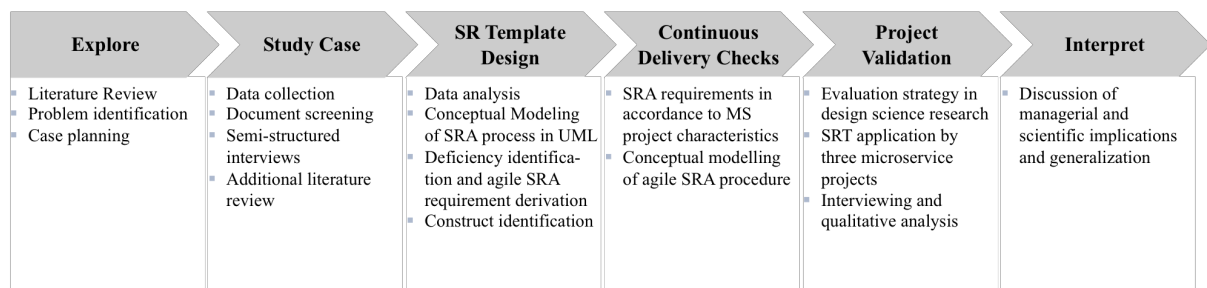 Explore
Literature Review
Problem identification
Case planning
Study Case
Data collection
Document screening
Semi-structured
interviews
Additional literature
review
SR Template
Design
Data analysis
Conceptual Modeling
of SRA process in UML
Deficiency identifica-
tion and agile SRA
requirement derivation
Construct identification
Continuous
Delivery Checks
SRA requirements in
accordance to MS
project characteristics
Conceptual modelling
of agile SRA procedure
Project
Validation
Evaluation strategy in
design science research
SRT application by
three microservice
projects
Interviewing and
qualitative analysis
Interpret
Discussion of
managerial and
scientific implications
and generalization